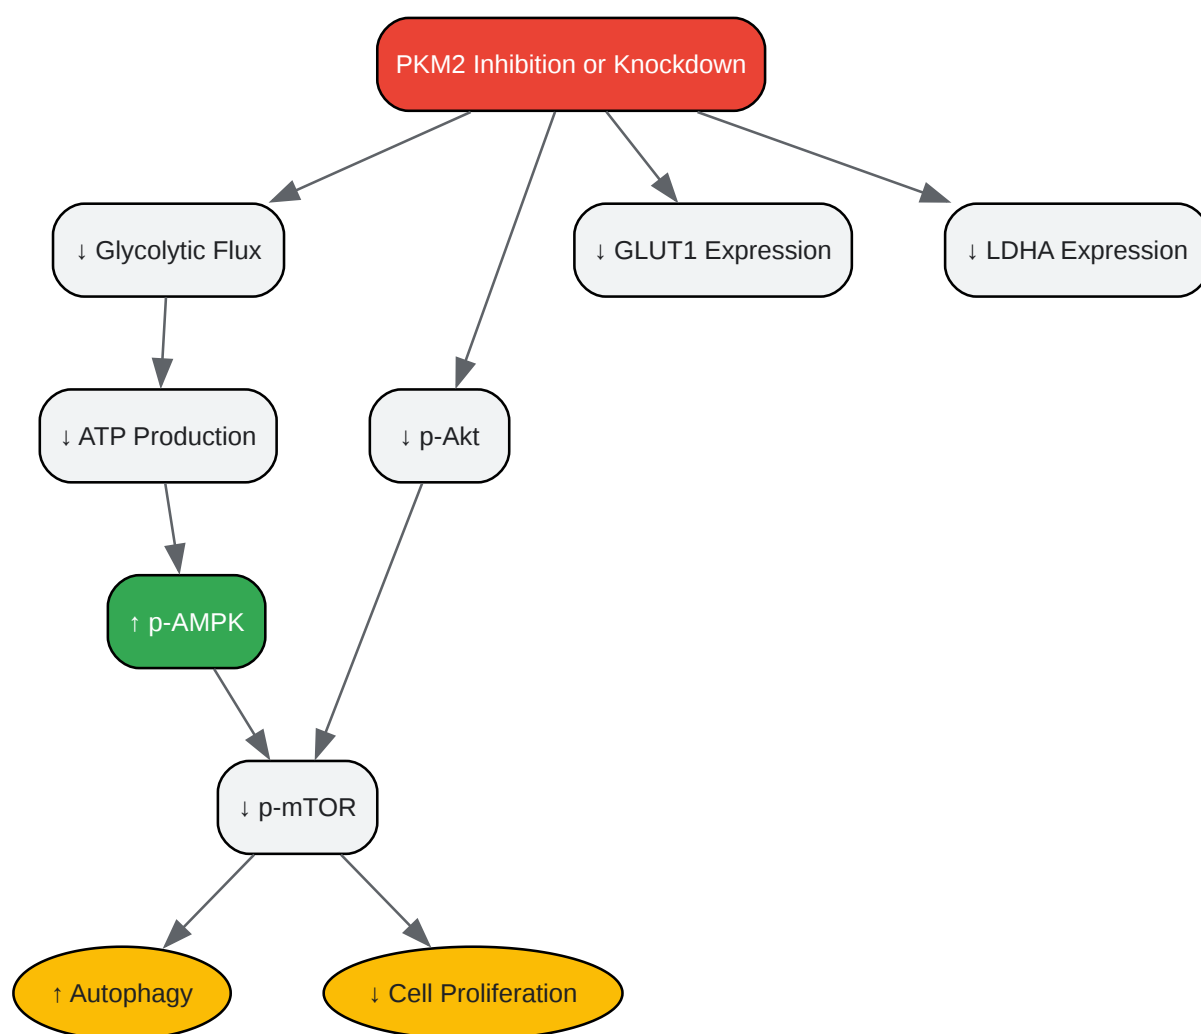 PKM2 Inhibition or Knockdown
↓ Glycolytic Flux
↓ GLUT1 Expression
↓ LDHA Expression
↓ ATP Production
↓ p-Akt
↑ p-AMPK
↓ p-mTOR
↑ Autophagy
↓ Cell Proliferation